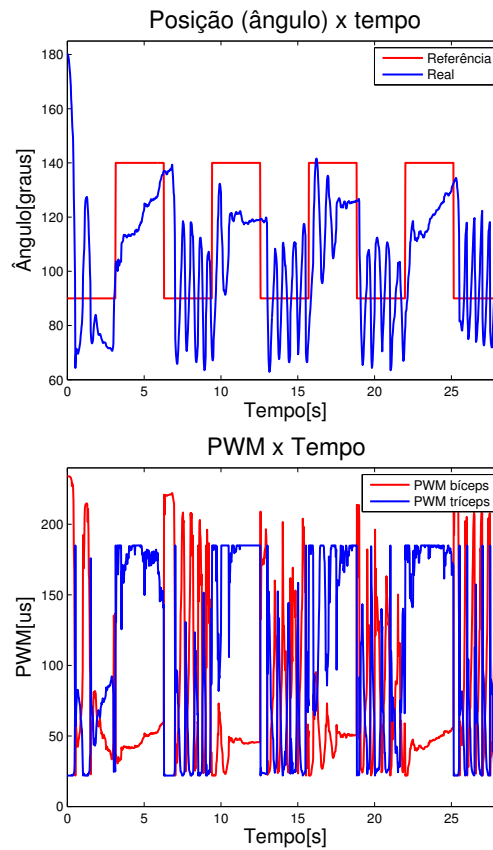 Posição (ângulo) x tempo
Ângulo[graus]
180
160
140
120
100
80
60
Referência
Real
0 5 10 15 20 25
Tempo[s]
PWM x Tempo
PWM[us]
200
150
100
50
0
PWM bíceps
PWM tríceps
0 5 10 15 20 25
Tempo[s]